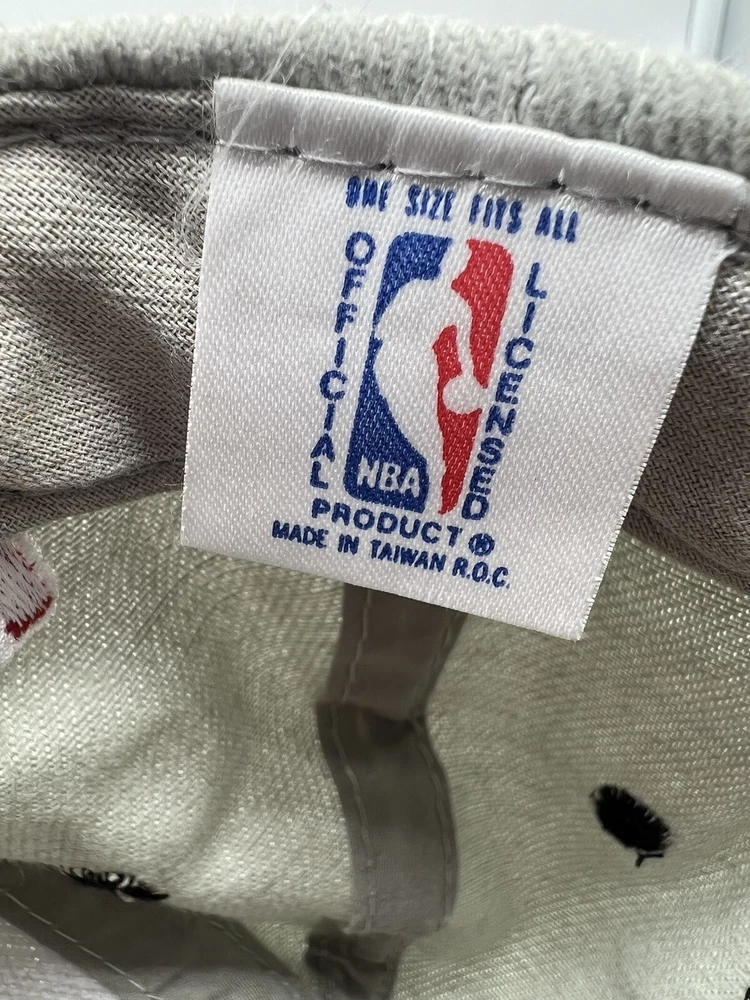 ONE SIZE FITS ALL
OFFICIAL
LICENSED
NBA
PRODUCT ®
MADE IN TAIWAN R.O.C.